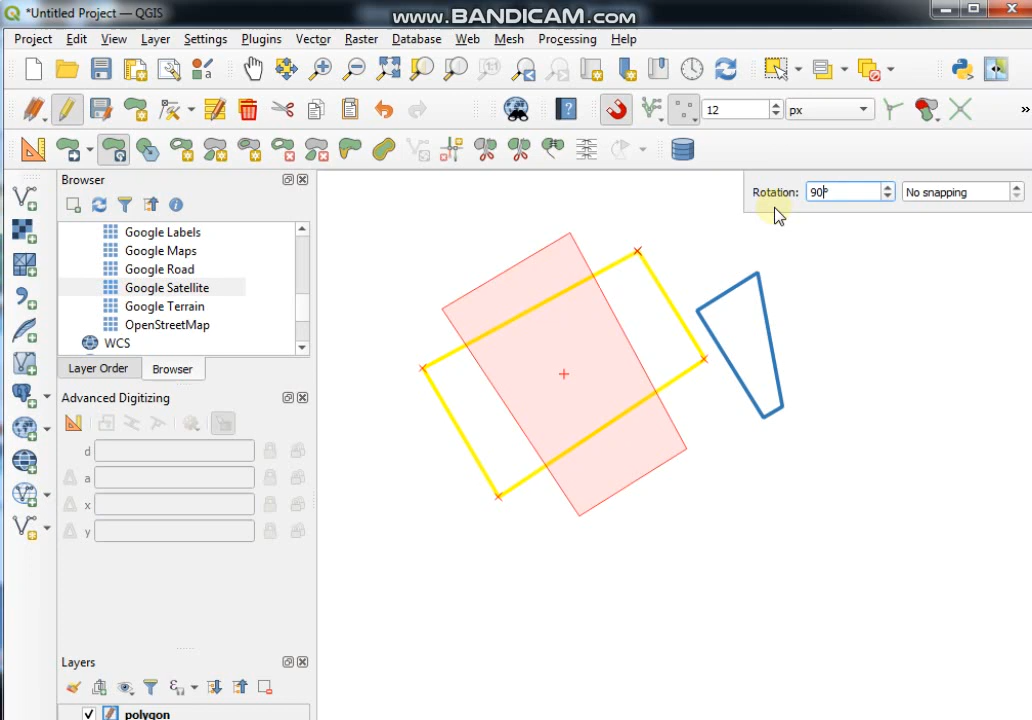 *Untitled Project — QGIS
www.BANDICAM.com
Project Edit View Layer Settings Plugins Vector Raster Database Web Mesh Processing Help
12 px »
Rotation: 90° No snapping
Browser
Google Labels
Google Maps
Google Road
Google Satellite
Google Terrain
OpenStreetMap
WCS
Layer Order Browser
Advanced Digitizing
d
a
x
y
Layers
polygon